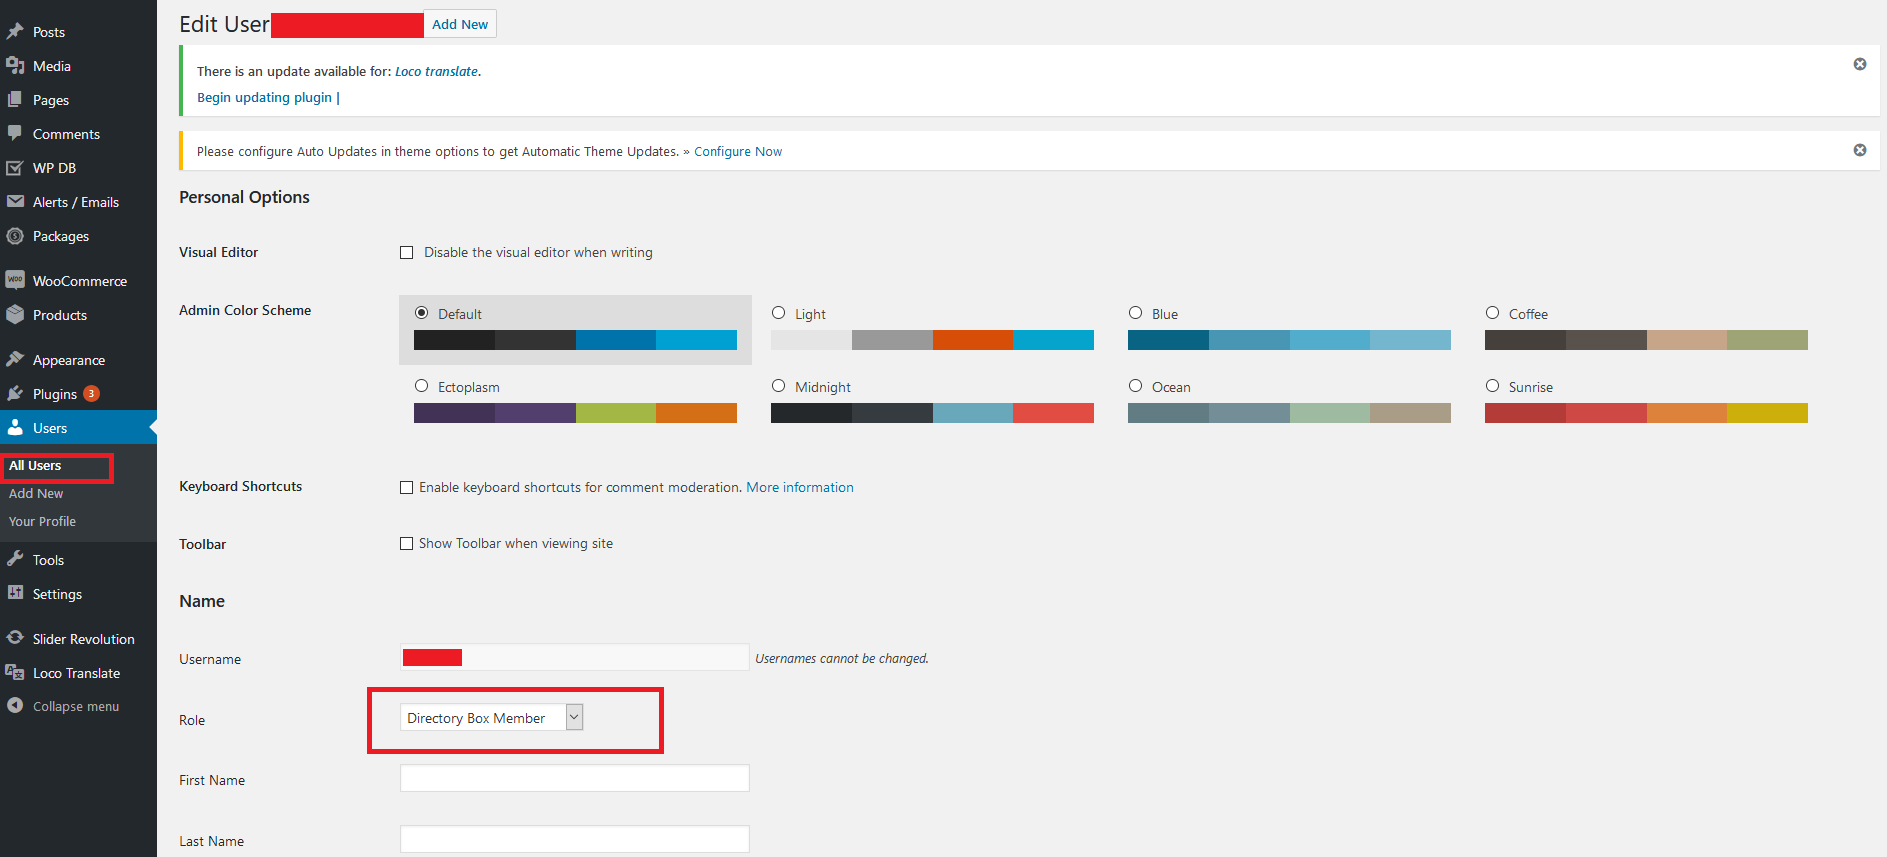 Posts
Media
Pages
Comments
WP DB
Alerts / Emails
Packages
WooCommerce
Products
Appearance
Plugins 3
Users
All Users
Add New
Your Profile
Tools
Settings
Slider Revolution
Loco Translate
Collapse menu
Edit User Add New
There is an update available for: Loco translate.
Begin updating plugin |
Please configure Auto Updates in theme options to get Automatic Theme Updates. » Configure Now
Personal Options
Visual Editor Disable the visual editor when writing
Admin Color Scheme Default Light Blue Coffee
Ectoplasm Midnight Ocean Sunrise
Keyboard Shortcuts Enable keyboard shortcuts for comment moderation. More information
Toolbar Show Toolbar when viewing site
Name
Username Usernames cannot be changed.
Role Directory Box Member
First Name
Last Name